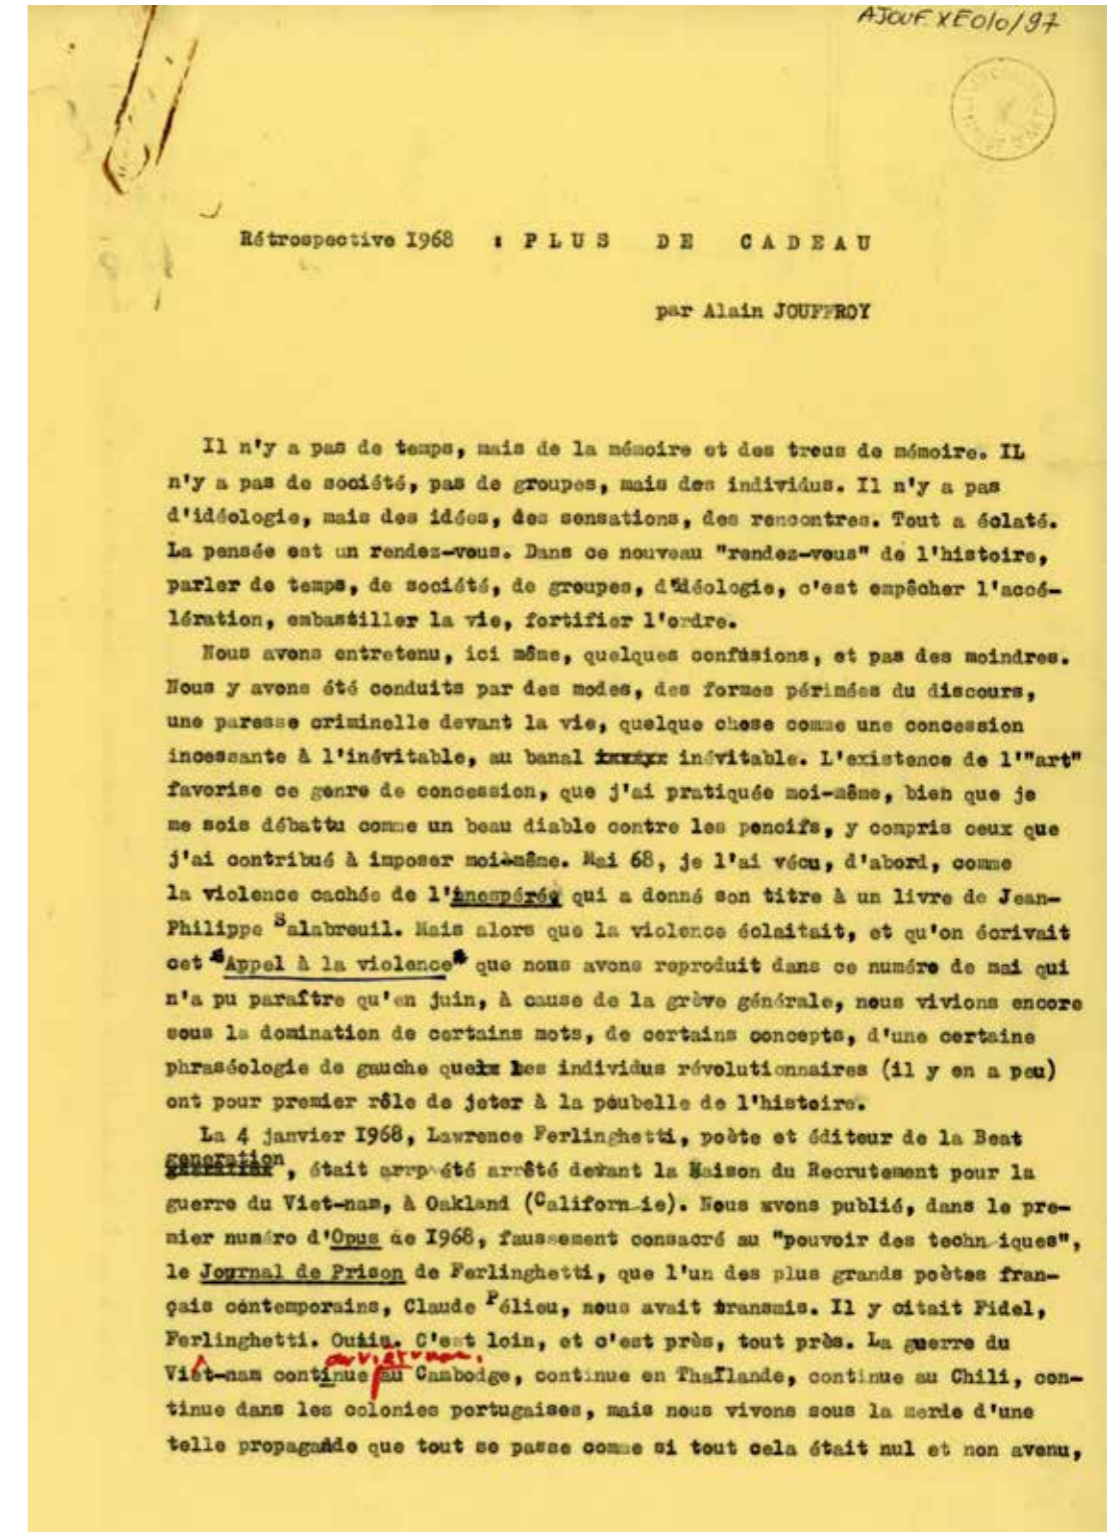 AJOUF XE010/97
Rétrospective 1968 : PLUS DE CADEAU
par Alain JOUFFROY
Il n'y a pas de temps, mais de la mémoire et des trous de mémoire. IL
n'y a pas de société, pas de groupes, mais des individus. Il n'y a pas
d'idéologie, mais des idées, des sensations, des rencontres. Tout a éclaté.
La pensée est un rendez-vous. Dans ce nouveau "rendez-vous" de l'histoire,
parler de temps, de société, de groupes, d'idéologie, c'est empêcher l'accé-
lération, embastiller la vie, fortifier l'ordre.
Nous avons entretenu, ici même, quelques confusions, et pas des moindres.
Nous y avons été conduits par des modes, des formes périmées du discours,
une paresse criminelle devant la vie, quelque chose comme une concession
incessante à l'inévitable, au banal inévitable. L'existence de l'"art"
favorise ce genre de concession, que j'ai pratiquée moi-même, bien que je
me sois débattu comme un beau diable contre les poncifs, y compris ceux que
j'ai contribué à imposer moi-même. Mai 68, je l'ai vécu, d'abord, comme
la violence cachée de l'inespérée qui a donné son titre à un livre de Jean-
Philippe Salabreuil. Mais alors que la violence éclaitait, et qu'on écrivait
cet "Appel à la violence" que nous avons reproduit dans ce numéro de mai qui
n'a pu paraître qu'en juin, à cause de la grève générale, nous vivions encore
sous la domination de certains mots, de certains concepts, d'une certaine
phraséologie de gauche que les individus révolutionnaires (il y en a peu)
ont pour premier rôle de jeter à la poubelle de l'histoire.
La 4 janvier 1968, Lawrence Ferlinghetti, poète et éditeur de la Beat
generation, était arrp été arrêté devant la Maison du Recrutement pour la
guerre du Viet-nam, à Oakland (Californ ie). Nous avons publié, dans le pre-
mier numéro d'Opus de 1968, faussement consacré au "pouvoir des techn iques",
le Journal de Prison de Ferlinghetti, que l'un des plus grands poètes fran-
çais contemporains, Claude Pélieu, nous avait transmis. Il y citait Fidel,
Ferlinghetti. C'est loin, et c'est près, tout près. La guerre du
au Vietnam,
Viêt-nam continue au Cambodge, continue en Thaïlande, continue au Chili, con-
tinue dans les colonies portugaises, mais nous vivons sous la merde d'une
telle propagande que tout se passe comme si tout cela était nul et non avenu,